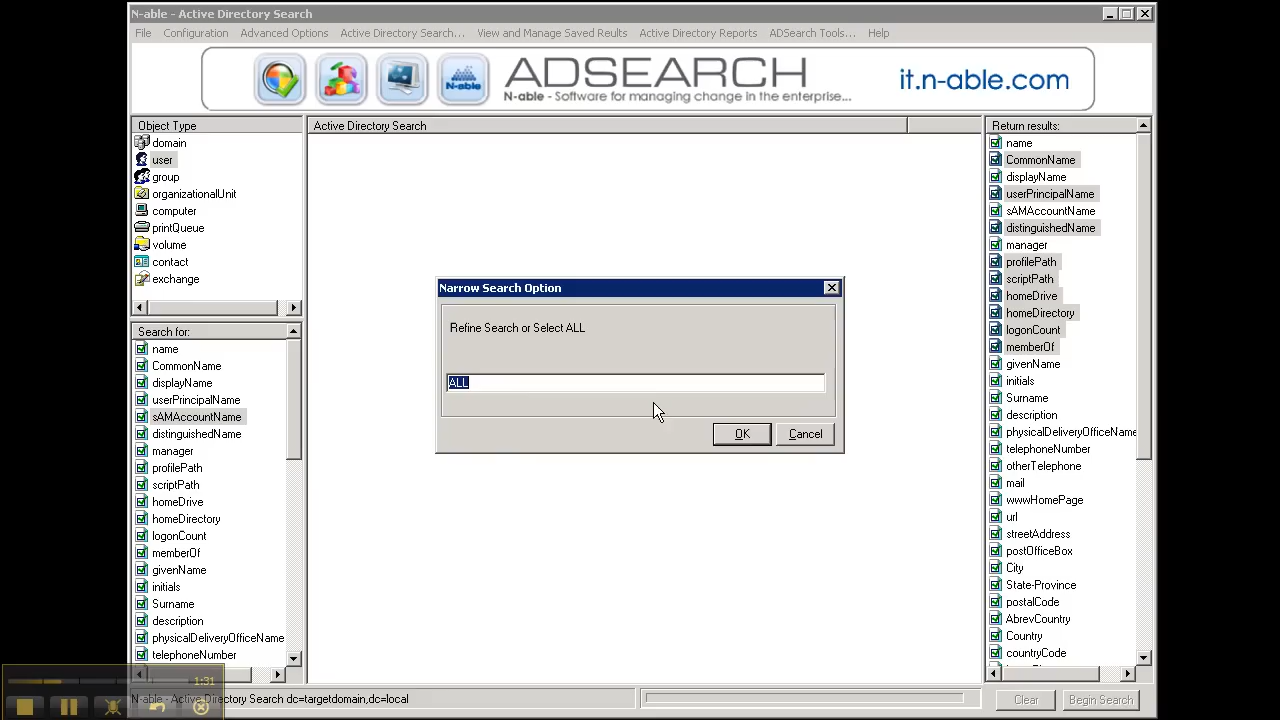 N-able - Active Directory Search
File Configuration Advanced Options Active Directory Search... View and Manage Saved Reults Active Directory Reports ADSearch Tools... Help
N-able
ADSEARCH
N-able - Software for managing change in the enterprise...
it.n-able.com
Object Type
domain
user
group
organizationalUnit
computer
printQueue
volume
contact
exchange
Search for:
name
CommonName
displayName
userPrincipalName
sAMAccountName
distinguishedName
manager
profilePath
scriptPath
homeDrive
homeDirectory
logonCount
memberOf
givenName
initials
Surname
description
physicalDeliveryOfficeName
telephoneNumber
Active Directory Search
Narrow Search Option
Refine Search or Select ALL
ALL
OK Cancel
Return results:
name
CommonName
displayName
userPrincipalName
sAMAccountName
distinguishedName
manager
profilePath
scriptPath
homeDrive
homeDirectory
logonCount
memberOf
givenName
initials
Surname
description
physicalDeliveryOfficeName
telephoneNumber
otherTelephone
mail
wwwHomePage
url
streetAddress
postOfficeBox
City
State-Province
postalCode
AbrevCountry
Country
countryCode
1:31
N-able - Active Directory Search dc=targetdomain,dc=local
Clear Begin Search